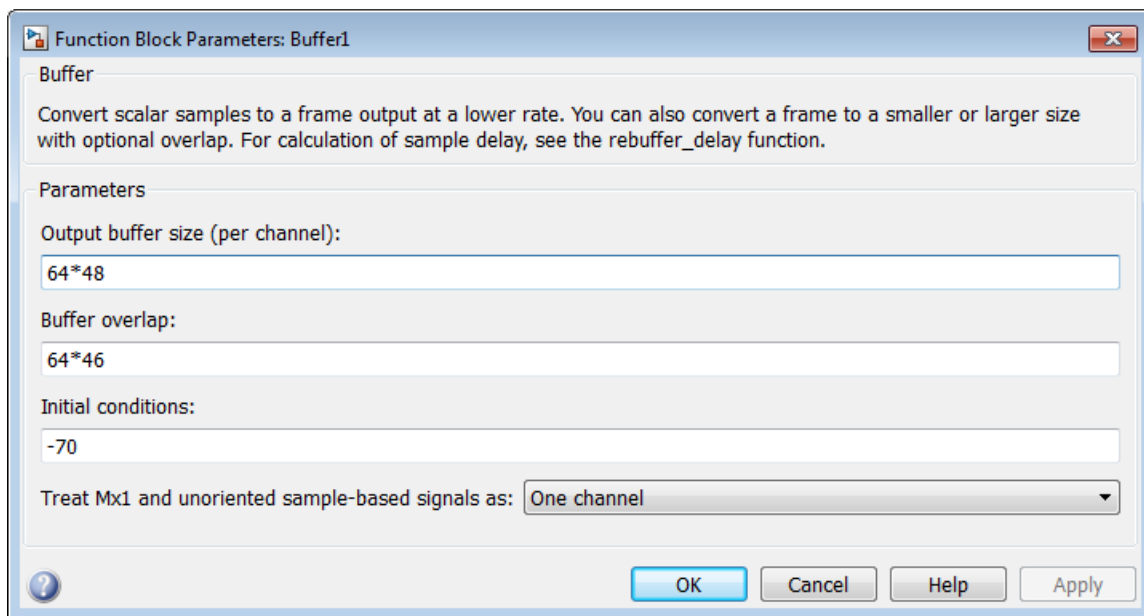 Function Block Parameters: Buffer1
Buffer
Convert scalar samples to a frame output at a lower rate. You can also convert a frame to a smaller or larger size
with optional overlap. For calculation of sample delay, see the rebuffer_delay function.
Parameters
Output buffer size (per channel):
64*48
Buffer overlap:
64*46
Initial conditions:
-70
Treat Mx1 and unoriented sample-based signals as: One channel
? OK Cancel Help Apply